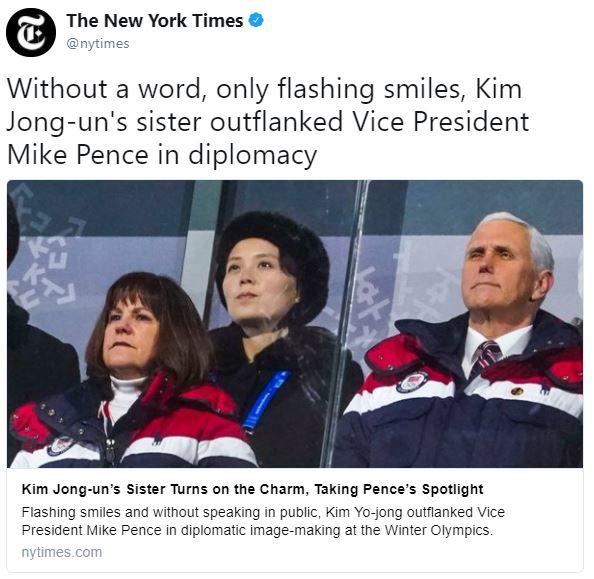 The New York Times
@nytimes
Without a word, only flashing smiles, Kim
Jong-un's sister outflanked Vice President
Mike Pence in diplomacy
Kim Jong-un’s Sister Turns on the Charm, Taking Pence’s Spotlight
Flashing smiles and without speaking in public, Kim Yo-jong outflanked Vice
President Mike Pence in diplomatic image-making at the Winter Olympics.
nytimes.com